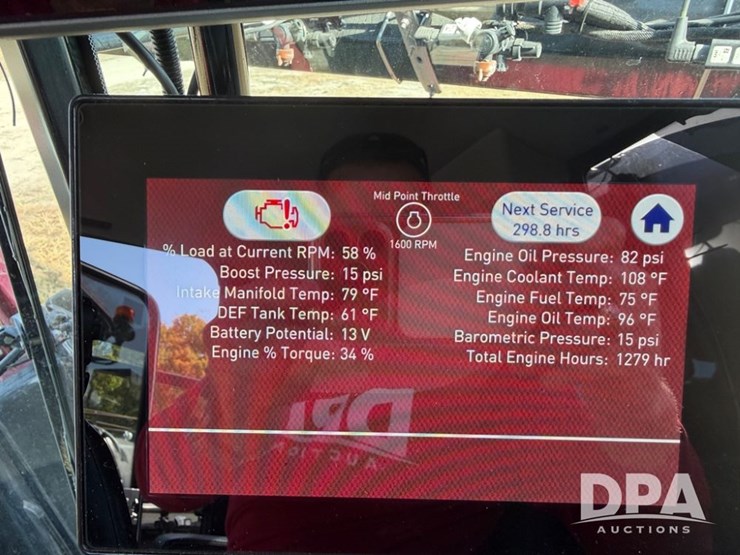 Mid Point Throttle
1600 RPM
Next Service
298.8 hrs
% Load at Current RPM: 58 %
Boost Pressure: 15 psi
Intake Manifold Temp: 79 °F
DEF Tank Temp: 61 °F
Battery Potential: 13 V
Engine % Torque: 34 %
Engine Oil Pressure: 82 psi
Engine Coolant Temp: 108 °F
Engine Fuel Temp: 75 °F
Engine Oil Temp: 96 °F
Barometric Pressure: 15 psi
Total Engine Hours: 1279 hr
DPA
AUCTION
DPA
AUCTIONS